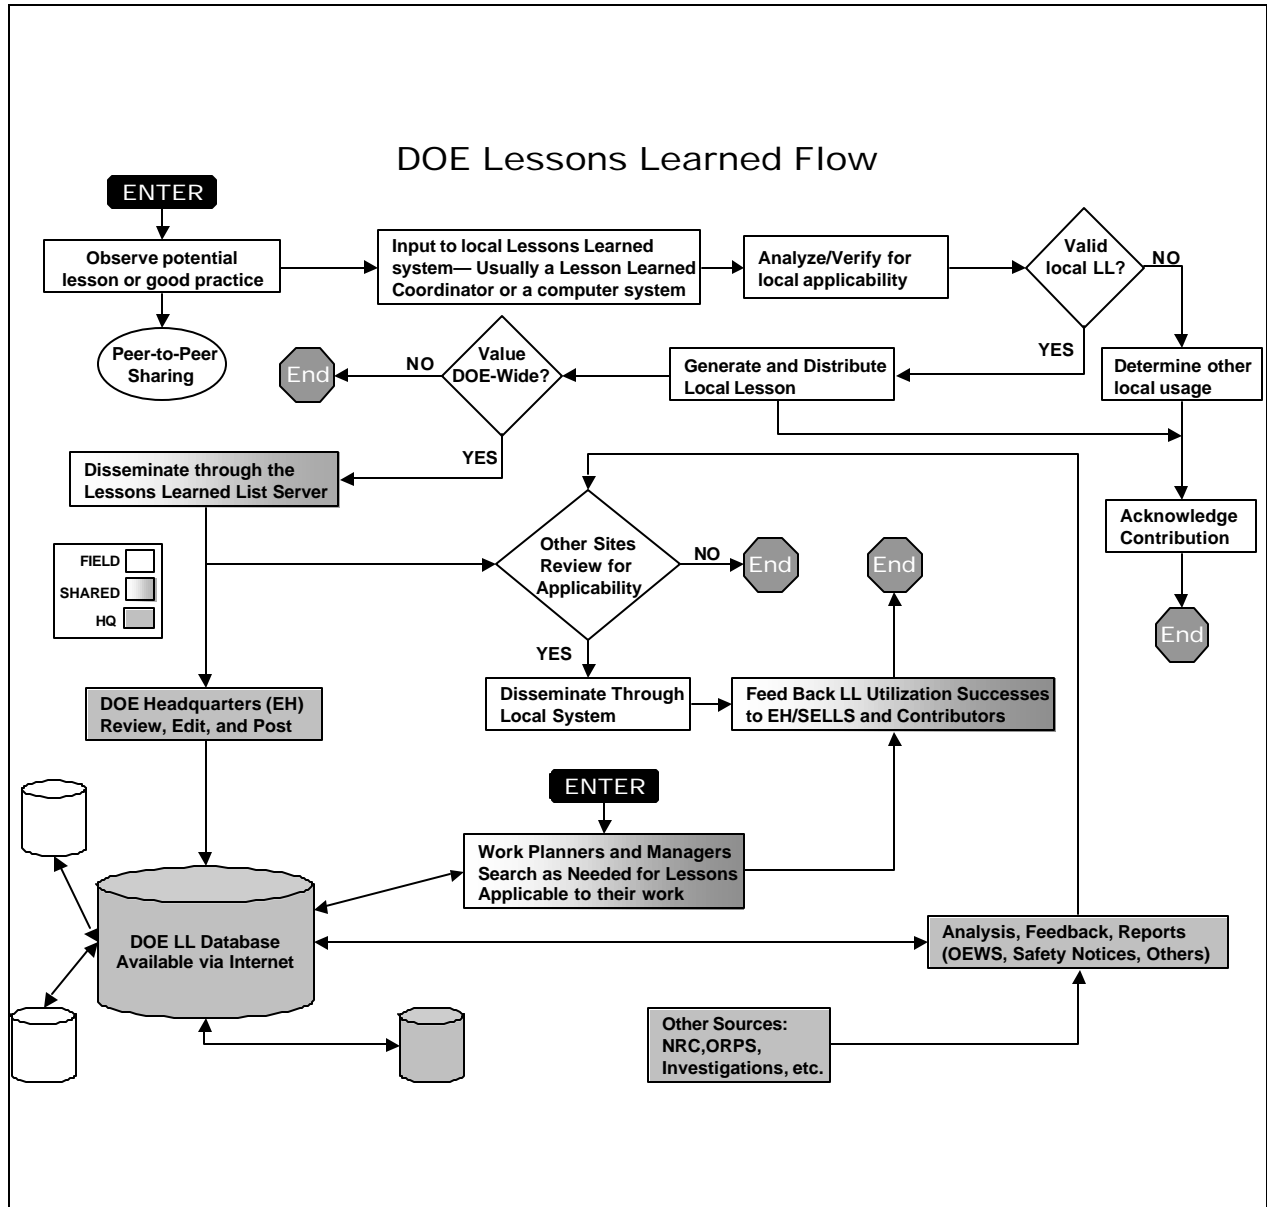 DOE Lessons Learned Flow
ENTER
Observe potential
lesson or good practice
Input to local Lessons Learned
system— Usually a Lesson Learned
Coordinator or a computer system
Analyze/Verify for
local applicability
Valid
local LL?
NO
YES
Peer-to-Peer
Sharing
End
NO
Value
DOE-Wide?
Generate and Distribute
Local Lesson
Determine other
local usage
YES
Disseminate through the
Lessons Learned List Server
Acknowledge
Contribution
End
FIELD
SHARED
HQ
Other Sites
Review for
Applicability
NO
End
End
YES
Disseminate Through
Local System
Feed Back LL Utilization Successes
to EH/SELLS and Contributors
DOE Headquarters (EH)
Review, Edit, and Post
ENTER
Work Planners and Managers
Search as Needed for Lessons
Applicable to their work
DOE LL Database
Available via Internet
Analysis, Feedback, Reports
(OEWS, Safety Notices, Others)
Other Sources:
NRC,ORPS,
Investigations, etc.